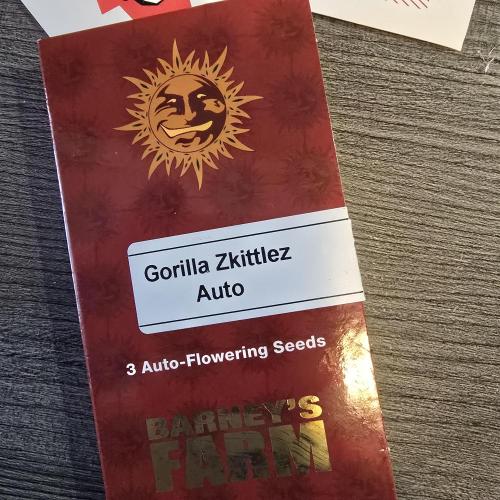 Gorilla Zkittlez
Auto
3 Auto-Flowering Seeds
BARNEY'S
FARM